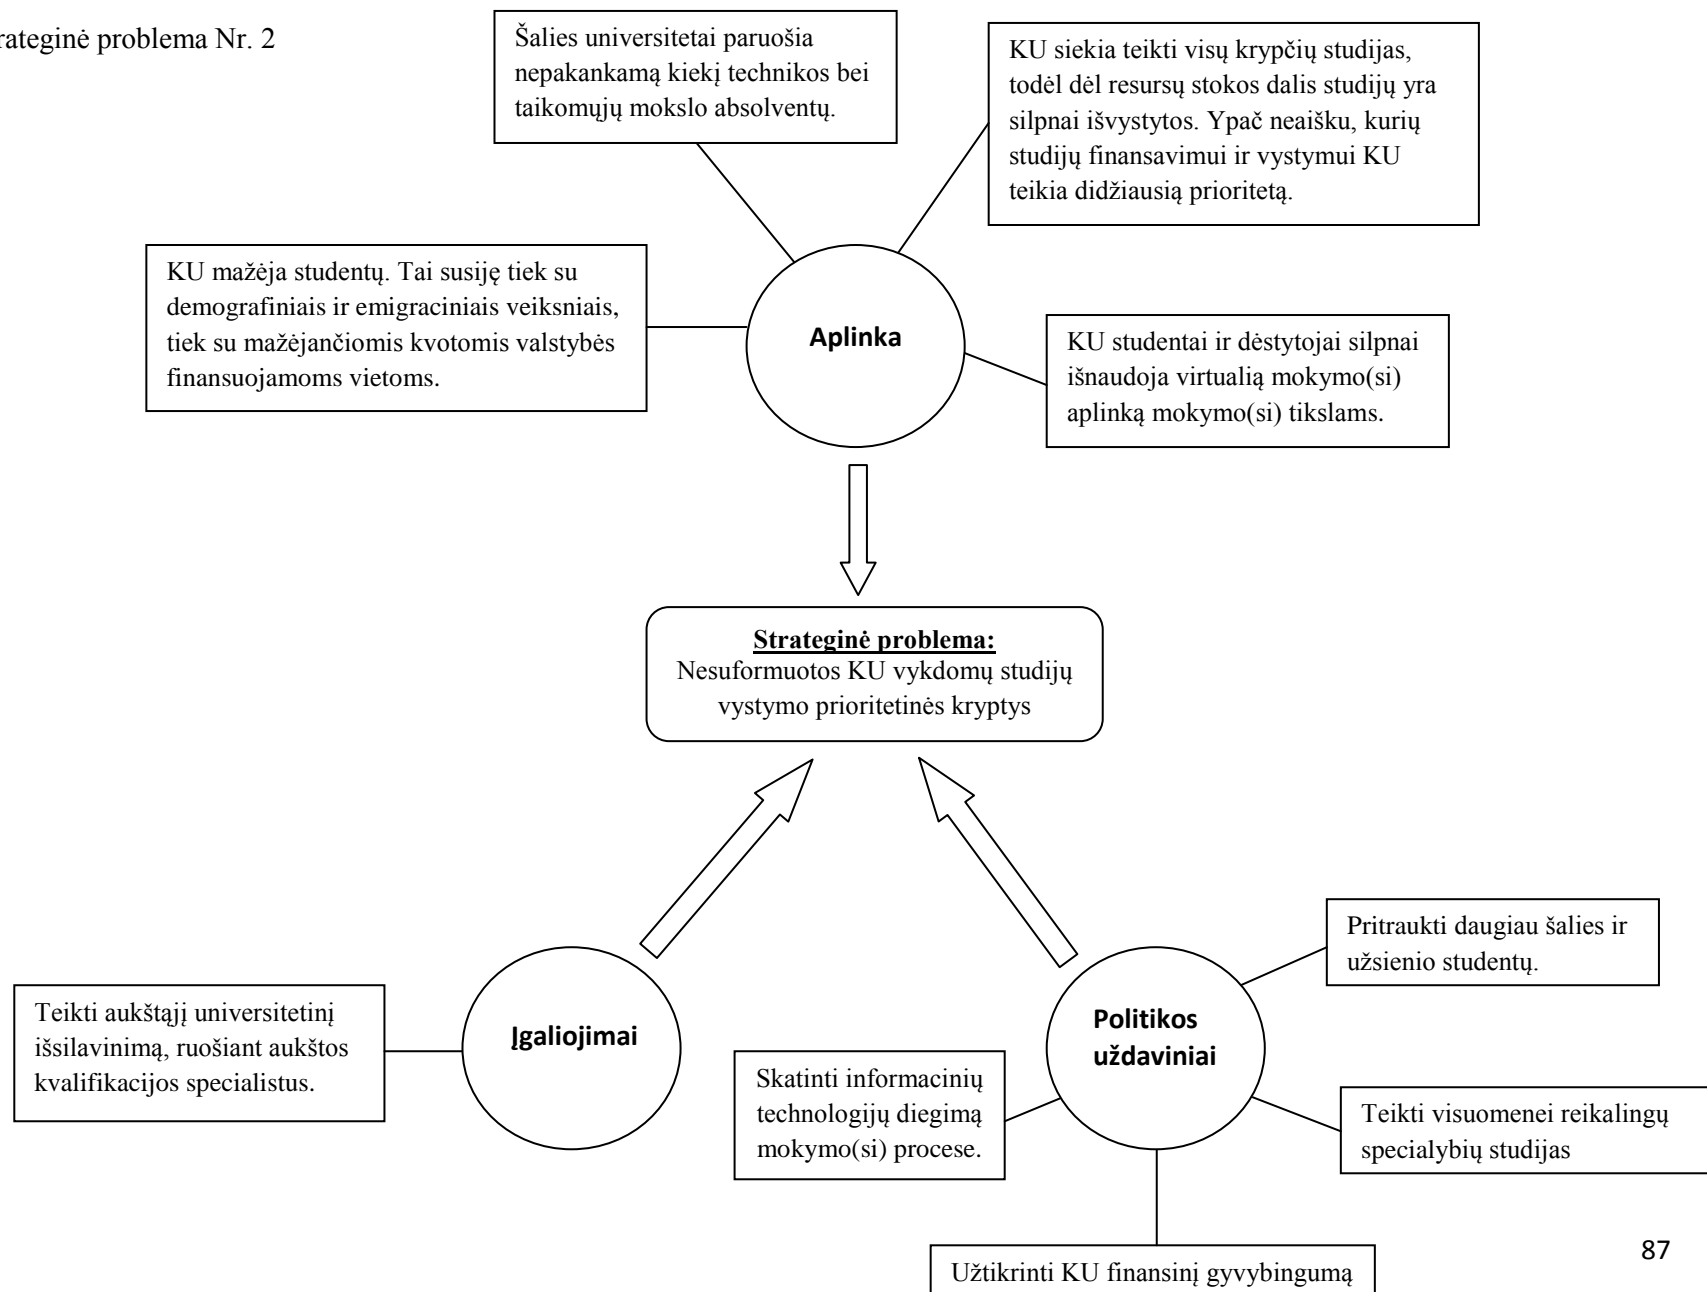 rateginė problema Nr. 2
Šalies universitetai paruošia
nepakankamą kiekį technikos bei
taikomųjų mokslo absolventų.
KU siekia teikti visų krypčių studijas,
todėl dėl resursų stokos dalis studijų yra
silpnai išvystytos. Ypač neaišku, kurių
studijų finansavimui ir vystymui KU
teikia didžiausią prioritetą.
KU mažėja studentų. Tai susiję tiek su
demografiniais ir emigraciniais veiksniais,
tiek su mažėjančiomis kvotomis valstybės
finansuojamoms vietoms.
Aplinka
KU studentai ir dėstytojai silpnai
išnaudoja virtualią mokymo(si)
aplinką mokymo(si) tikslams.
Strateginė problema:
Nesuformuotos KU vykdomų studijų
vystymo prioritetinės kryptys
Teikti aukštąjį universitetinį
išsilavinimą, ruošiant aukštos
kvalifikacijos specialistus.
Įgaliojimai
Politikos
uždaviniai
Pritraukti daugiau šalies ir
užsienio studentų.
Skatinti informacinių
technologijų diegimą
mokymo(si) procese.
Teikti visuomenei reikalingų
specialybių studijas
Užtikrinti KU finansinį gyvybingumą
87